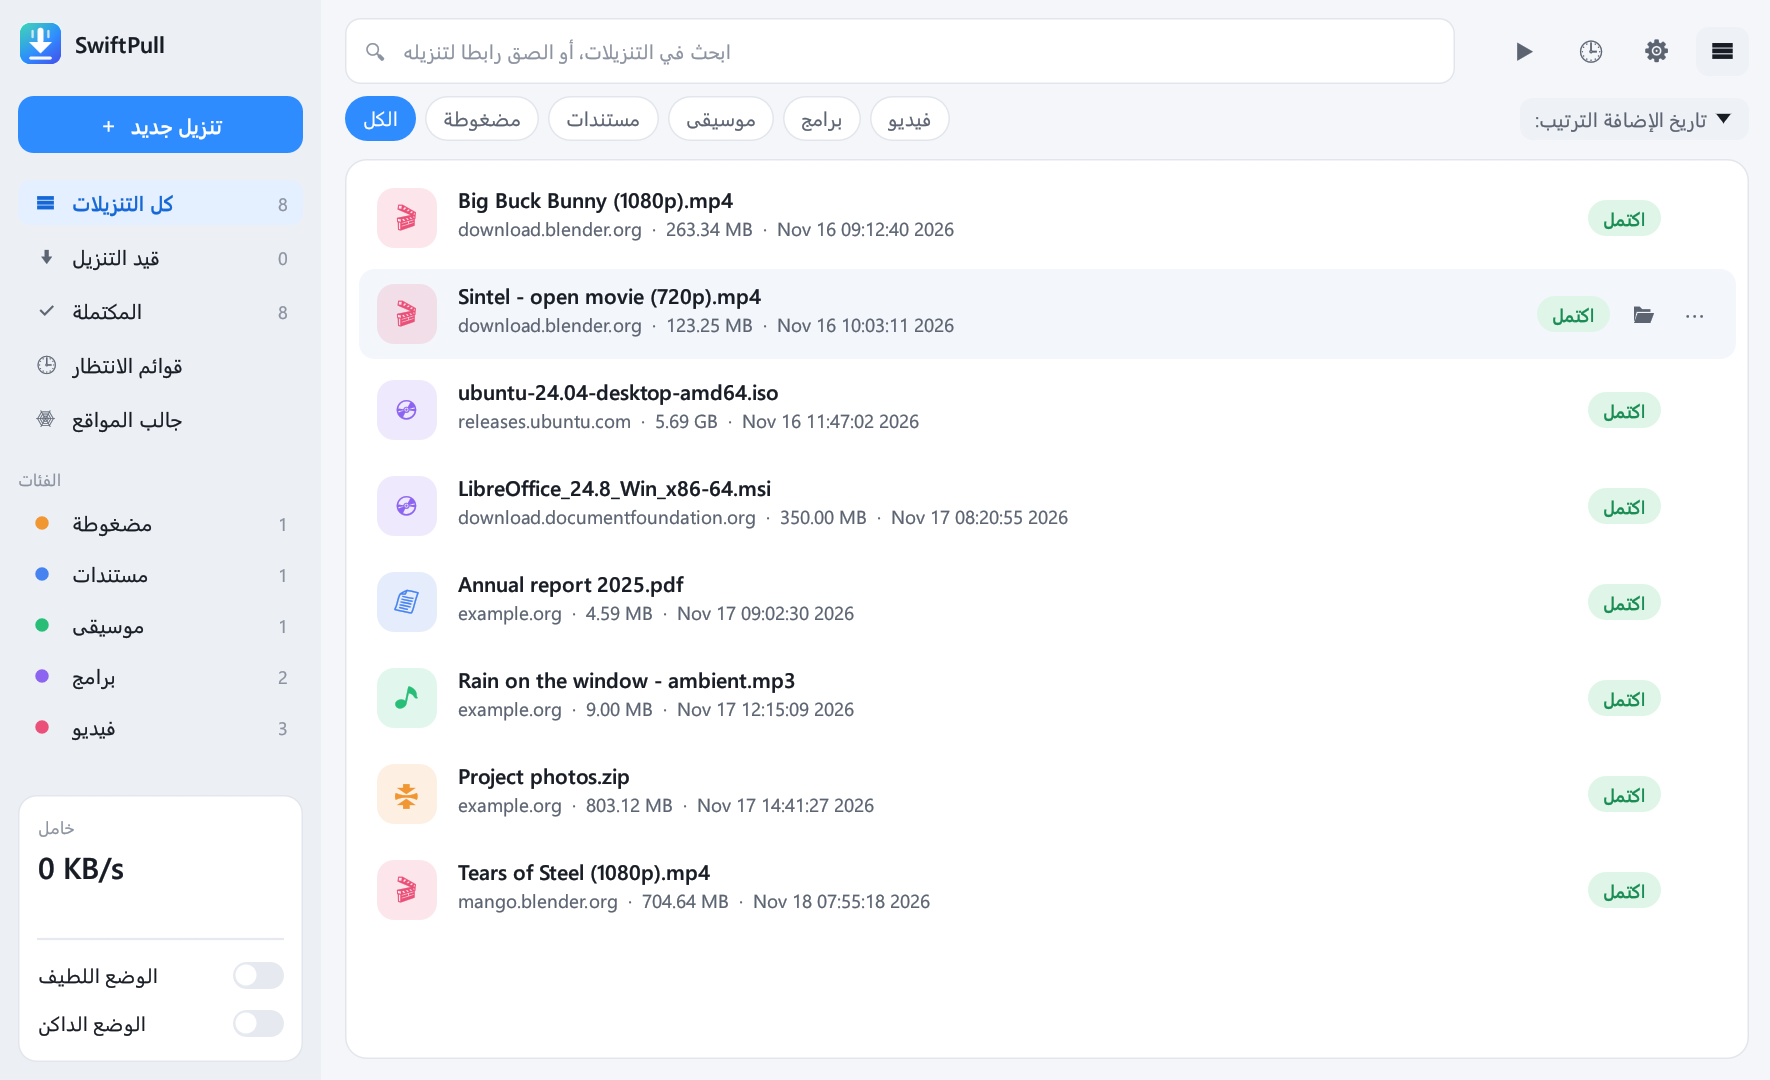 SwiftPull
تنزيل جديد +
كل التنزيلات 8
قيد التنزيل 0
المكتملة 8
قوائم الانتظار
جالب المواقع
الفئات
مضغوطة 1
مستندات 1
موسيقى 1
برامج 2
فيديو 3
خامل
0 KB/s
الوضع اللطيف
الوضع الداكن
ابحث في التنزيلات، أو الصق رابطا لتنزيله
الكل
مضغوطة
مستندات
موسيقى
برامج
فيديو
تاريخ الإضافة الترتيب:
Big Buck Bunny (1080p).mp4
download.blender.org · 263.34 MB · Nov 16 09:12:40 2026
اكتمل
Sintel - open movie (720p).mp4
download.blender.org · 123.25 MB · Nov 16 10:03:11 2026
اكتمل
ubuntu-24.04-desktop-amd64.iso
releases.ubuntu.com · 5.69 GB · Nov 16 11:47:02 2026
اكتمل
LibreOffice_24.8_Win_x86-64.msi
download.documentfoundation.org · 350.00 MB · Nov 17 08:20:55 2026
اكتمل
Annual report 2025.pdf
example.org · 4.59 MB · Nov 17 09:02:30 2026
اكتمل
Rain on the window - ambient.mp3
example.org · 9.00 MB · Nov 17 12:15:09 2026
اكتمل
Project photos.zip
example.org · 803.12 MB · Nov 17 14:41:27 2026
اكتمل
Tears of Steel (1080p).mp4
mango.blender.org · 704.64 MB · Nov 18 07:55:18 2026
اكتمل